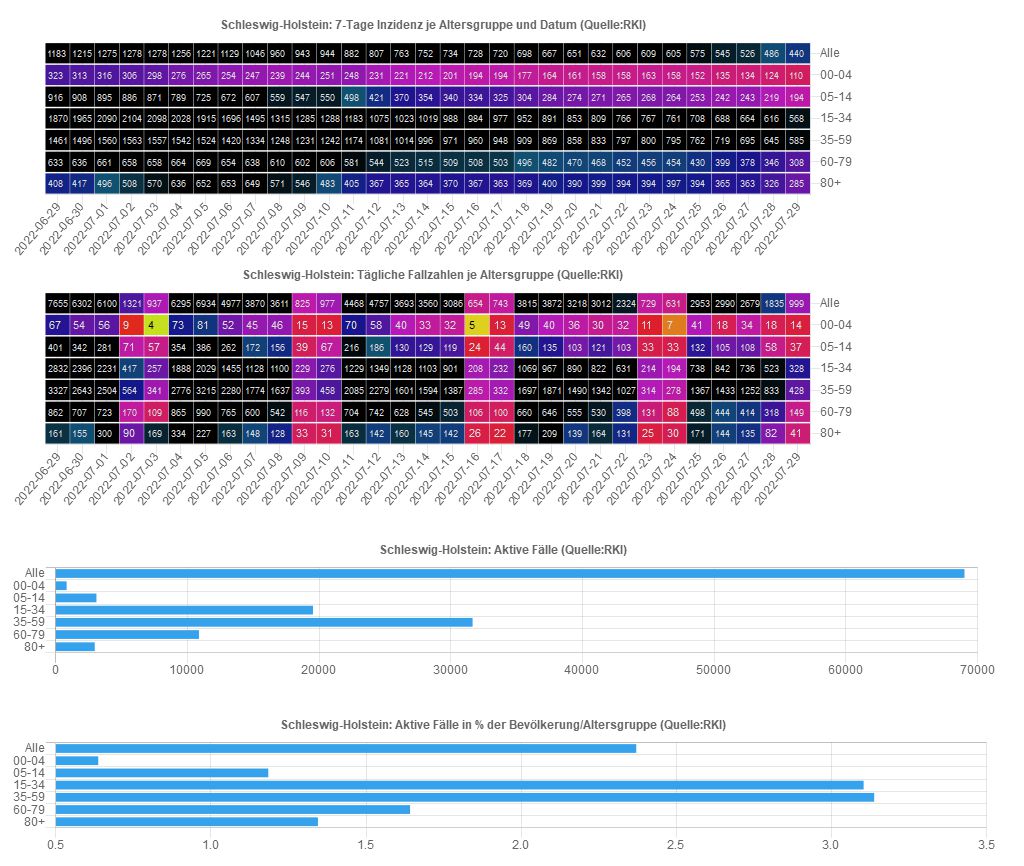 Schleswig-Holstein: 7-Tage Inzidenz je Altersgruppe und Datum (Quelle:RKI)
1183 1215 1275 1278 1278 1256 1221 1129 1046 960 943 944 882 807 763 752 734 728 720 698 667 651 632 606 609 605 575 545 526 486 440 Alle
323 313 316 306 298 276 265 254 247 239 244 251 248 231 221 212 201 194 194 177 164 161 158 158 163 158 152 135 134 124 110 00-04
916 908 895 886 871 789 725 672 607 559 547 550 498 421 370 354 340 334 325 304 284 274 271 265 268 264 253 242 243 219 194 05-14
1870 1965 2090 2104 2098 2028 1915 1696 1495 1315 1285 1288 1183 1075 1023 1019 988 984 977 952 891 853 809 766 767 761 708 688 664 616 568 15-34
1461 1496 1560 1563 1557 1542 1524 1420 1334 1248 1231 1242 1174 1081 1014 996 971 971 960 948 909 869 858 833 797 800 795 762 719 695 645 585 35-59
633 636 661 658 658 664 669 654 638 610 602 606 581 544 523 515 509 508 503 496 482 470 468 452 456 454 430 399 378 346 308 60-79
408 417 496 508 570 636 652 653 649 571 546 483 405 367 365 365 370 367 363 369 400 390 399 394 394 397 394 365 363 326 285 80+
2022-06-29 2022-06-30 2022-07-01 2022-07-02 2022-07-03 2022-07-04 2022-07-05 2022-07-06 2022-07-07 2022-07-08 2022-07-09 2022-07-10 2022-07-11 2022-07-12 2022-07-13 2022-07-14 2022-07-15 2022-07-16 2022-07-17 2022-07-18 2022-07-19 2022-07-20 2022-07-21 2022-07-22 2022-07-23 2022-07-24 2022-07-25 2022-07-26 2022-07-27 2022-07-28 2022-07-29
Schleswig-Holstein: Tägliche Fallzahlen je Altersgruppe (Quelle:RKI)
7655 6302 6100 1321 937 6295 6934 4977 3870 3611 825 977 4468 4757 3693 3560 3086 654 743 3815 3872 3218 3012 2324 729 631 2953 2990 2679 1835 999 Alle
67 54 56 9 4 73 81 52 45 46 15 13 70 58 40 33 32 5 13 49 40 36 30 32 11 7 41 18 34 18 14 00-04
401 342 281 71 57 354 386 262 172 156 39 67 216 186 130 129 119 24 44 160 135 103 121 103 33 33 132 105 108 58 37 05-14
2832 2396 2231 417 257 1888 2029 1455 1128 1100 229 276 1229 1349 1128 1103 901 208 232 1069 967 890 822 631 214 194 738 842 736 523 328 15-34
3327 2643 2504 564 341 2776 3215 2280 1774 1637 393 458 2085 2279 1601 1594 1387 285 332 1697 1871 1490 1342 1027 314 278 1367 1433 1252 833 428 35-59
862 707 723 170 109 865 990 765 600 542 116 132 704 742 628 545 503 106 100 660 646 555 530 398 131 88 498 444 414 318 149 60-79
161 155 300 90 169 334 227 163 148 128 33 31 163 142 160 145 142 26 22 177 209 139 164 131 25 30 171 144 135 82 41 80+
2022-06-29 2022-06-30 2022-07-01 2022-07-02 2022-07-03 2022-07-04 2022-07-05 2022-07-06 2022-07-07 2022-07-08 2022-07-09 2022-07-10 2022-07-11 2022-07-12 2022-07-13 2022-07-14 2022-07-15 2022-07-16 2022-07-17 2022-07-18 2022-07-19 2022-07-20 2022-07-21 2022-07-22 2022-07-23 2022-07-24 2022-07-25 2022-07-26 2022-07-27 2022-07-28 2022-07-29
Schleswig-Holstein: Aktive Fälle (Quelle:RKI)
Alle
00-04
05-14
15-34
35-59
60-79
80+
0 10000 20000 30000 40000 50000 60000 70000
Schleswig-Holstein: Aktive Fälle in % der Bevölkerung/Altersgruppe (Quelle:RKI)
Alle
00-04
05-14
15-34
35-59
60-79
80+
0.5 1.0 1.5 2.0 2.5 3.0 3.5